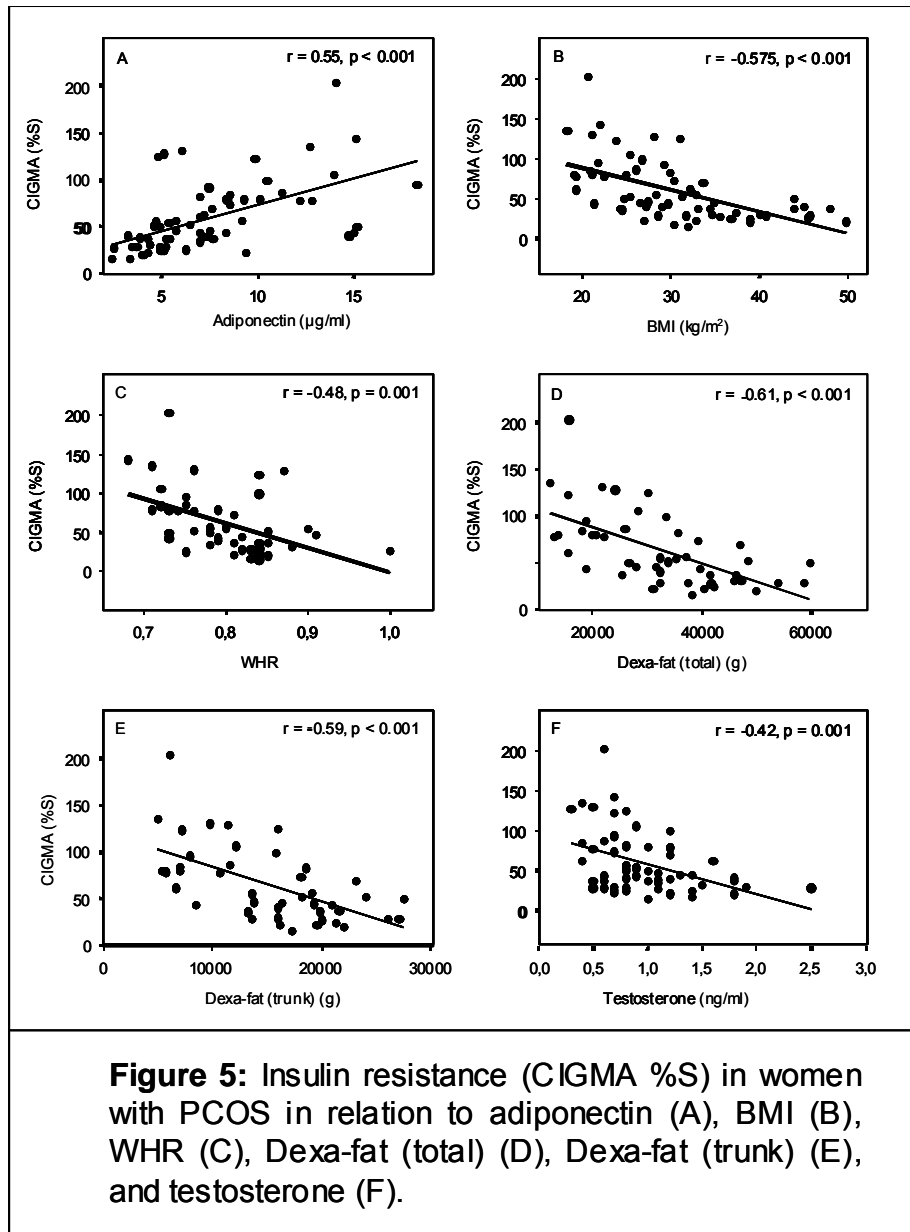 A
r = 0.55, p < 0.001
CIGMA (%S)
200
150
100
50
0
5
10
15
Adiponectin (µg/ml)
B
r = -0.575, p < 0.001
CIGMA (%S)
200
150
100
50
0
20
30
40
50
BMI (kg/m²)
C
r = -0.48, p = 0.001
CIGMA (%S)
200
150
100
50
0
0,7
0,8
0,9
1,0
WHR
D
r = -0.61, p < 0.001
CIGMA (%S)
200
150
100
50
0
20000
40000
60000
Dexa-fat (total) (g)
E
r = -0.59, p < 0.001
CIGMA (%S)
200
150
100
50
0
0
10000
20000
30000
Dexa-fat (trunk) (g)
F
r = -0.42, p = 0.001
CIGMA (%S)
200
150
100
50
0
0,0
0,5
1,0
1,5
2,0
2,5
3,0
Testosterone (ng/ml)
Figure 5: Insulin resistance (CIGMA %S) in women
with PCOS in relation to adiponectin (A), BMI (B),
WHR (C), Dexa-fat (total) (D), Dexa-fat (trunk) (E),
and testosterone (F).